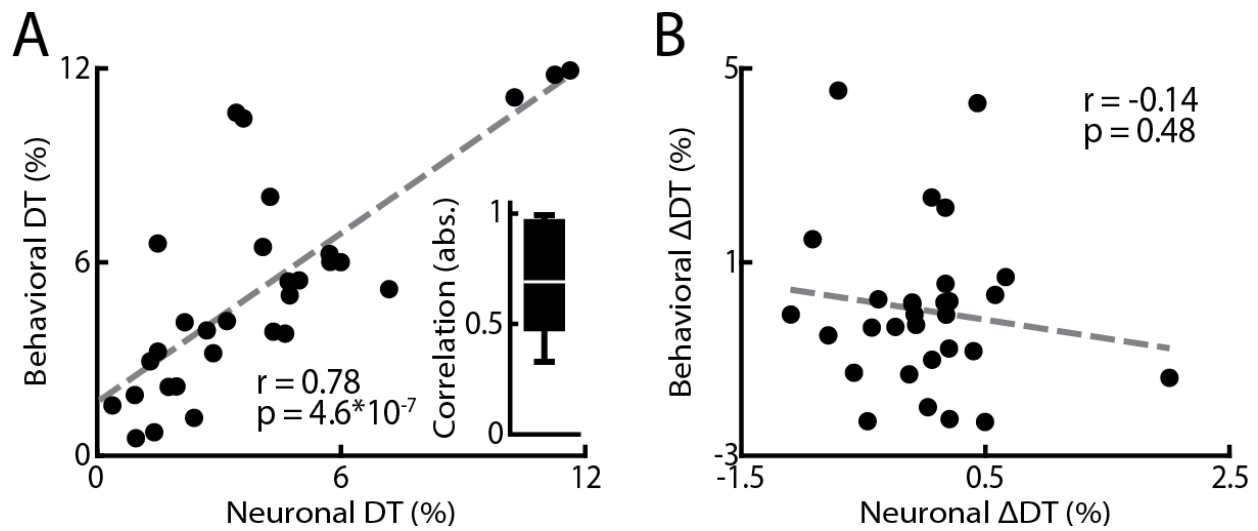 A
12
6
0
0
6
12
Behavioral DT (%)
Neuronal DT (%)
r = 0.78
p = 4.6*10-7
Correlation (abs.)
1
0.5
0
B
5
1
-3
-1.5
0.5
2.5
Behavioral ΔDT (%)
Neuronal ΔDT (%)
r = -0.14
p = 0.48